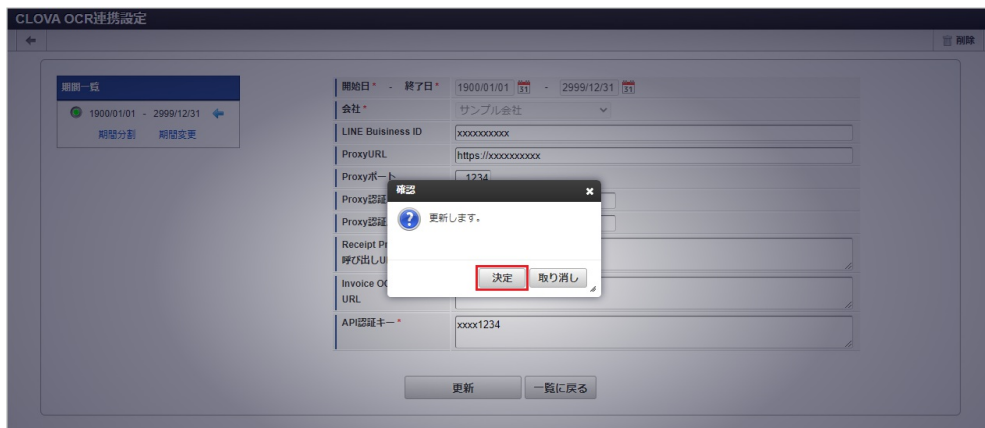 CLOVA OCR連携設定
削除
期間一覧
1900/01/01 - 2999/12/31
期間分割 期間変更
開始日* - 終了日* 1900/01/01 31 - 2999/12/31 31
会社* サンプル会社
LINE Buisiness ID xxxxxxxxxx
ProxyURL https://xxxxxxxxxx
Proxyポート 1234
Proxy認証
Proxy認証
Receipt Pr
呼び出しU
Invoice OC
URL
API認証キー* xxxx1234
確認
更新します。
決定 取り消し
更新 一覧に戻る